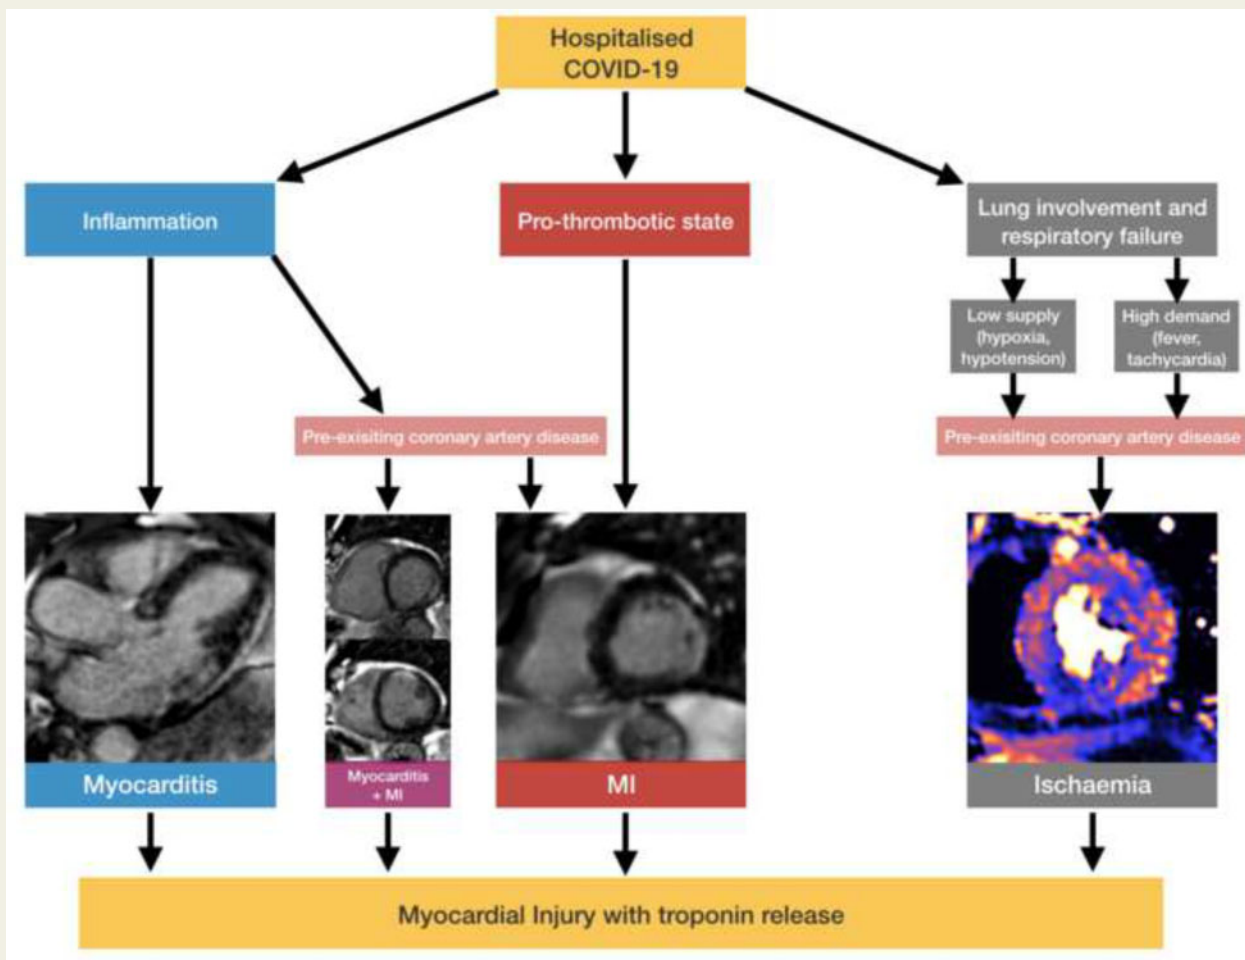 Hospitalised
COVID-19
Inflammation
Pro-thrombotic state
Lung involvement and
respiratory failure
Low supply
(hypoxia,
hypotension)
High demand
(fever,
tachycardia)
Pre-exisiting coronary artery disease
Pre-exisiting coronary artery disease
Myocarditis
Myocarditis
+ MI
MI
Ischaemia
Myocardial Injury with troponin release